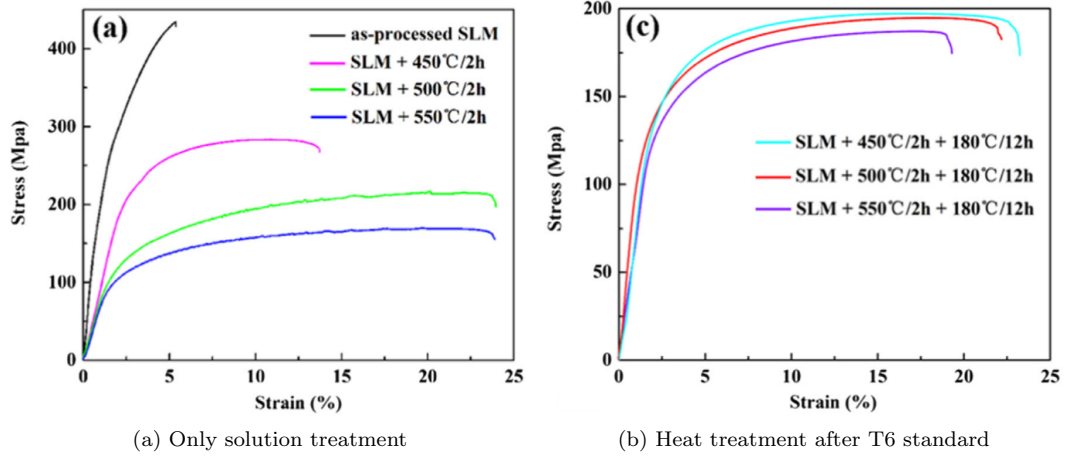 (a)
as-processed SLM
SLM + 450℃/2h
SLM + 500℃/2h
SLM + 550℃/2h
400
300
200
100
0
0
5
10
15
20
25
Stress (Mpa)
Strain (%)
(a) Only solution treatment
(c)
SLM + 450℃/2h + 180℃/12h
SLM + 500℃/2h + 180℃/12h
SLM + 550℃/2h + 180℃/12h
200
150
100
50
0
0
5
10
15
20
25
Stress (Mpa)
Strain (%)
(b) Heat treatment after T6 standard